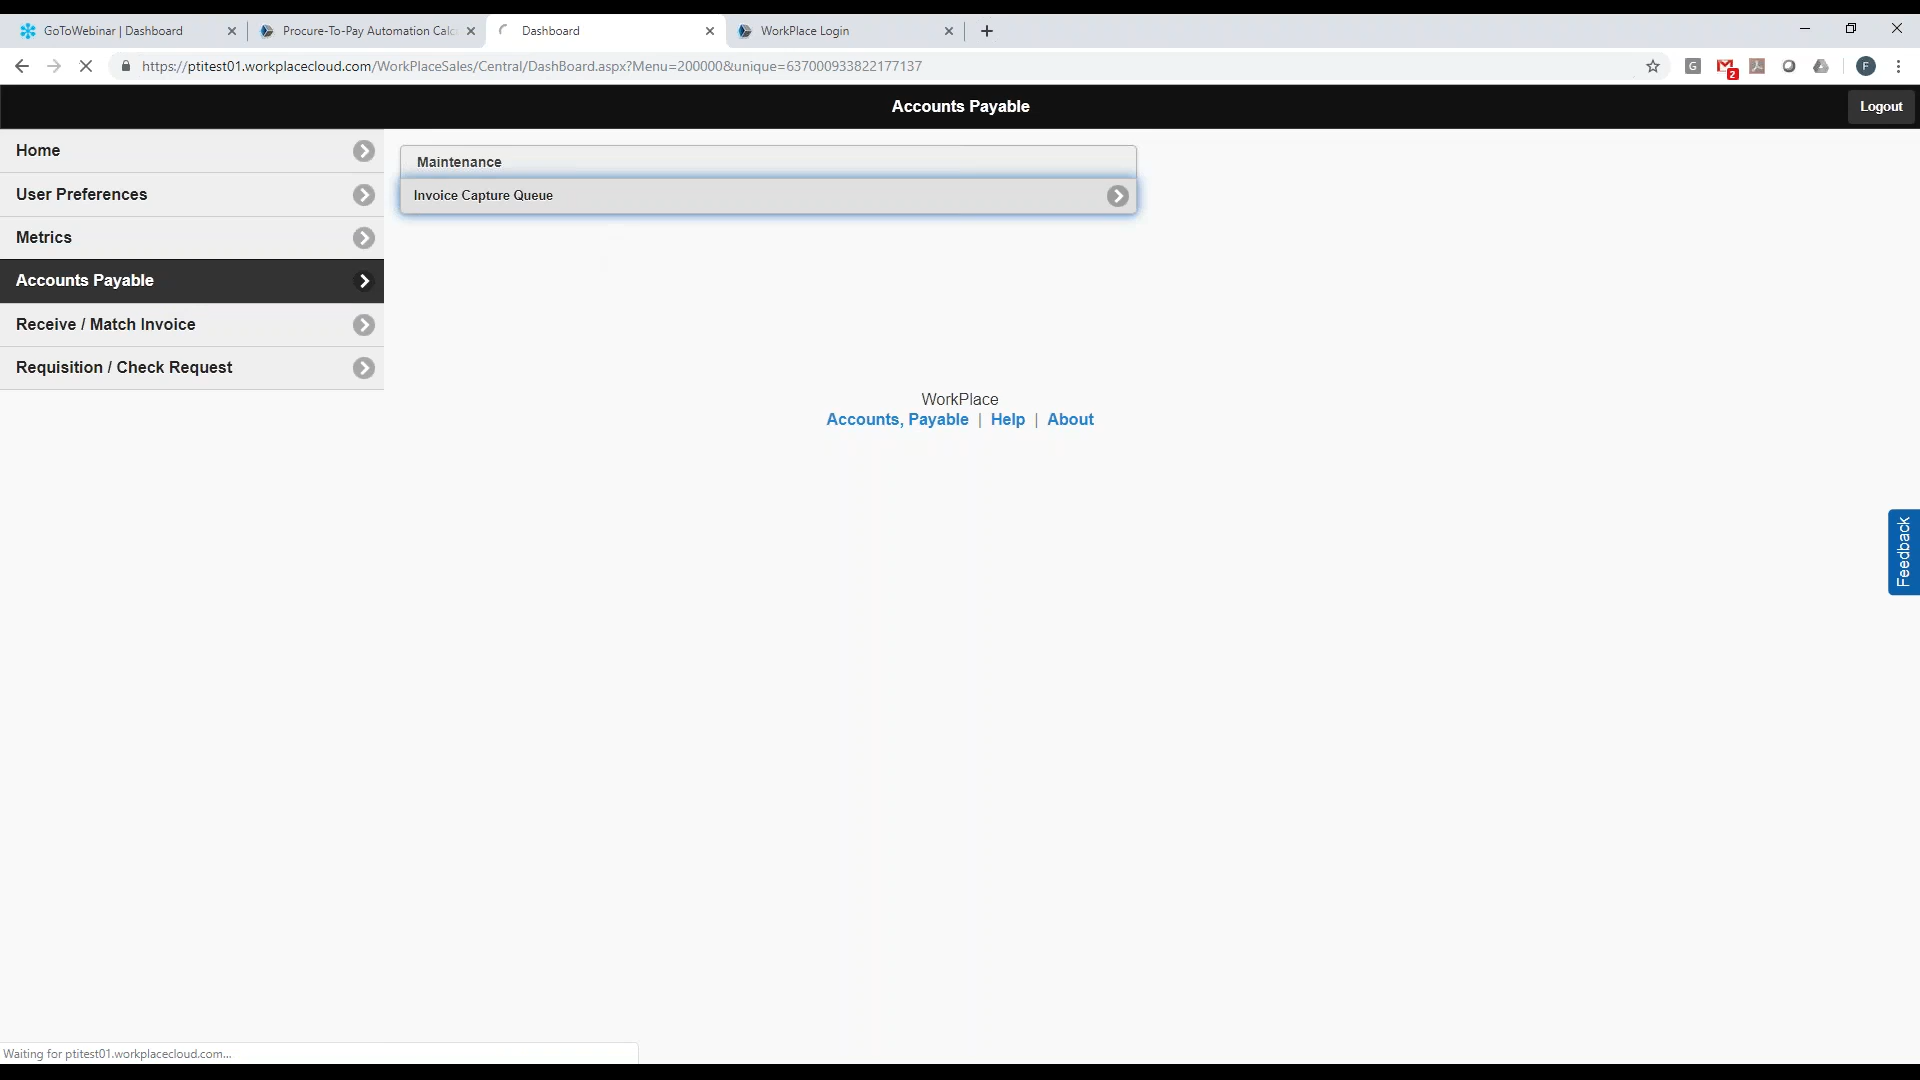 GoToWebinar | Dashboard
Procure-To-Pay Automation Calc
Dashboard
WorkPlace Login
https://ptitest01.workplacecloud.com/WorkPlaceSales/Central/DashBoard.aspx?Menu=200000&unique=637000933822177137
G
2
F
Accounts Payable
Logout
Home
User Preferences
Metrics
Accounts Payable
Receive / Match Invoice
Requisition / Check Request
Maintenance
Invoice Capture Queue
WorkPlace
Accounts, Payable | Help | About
Feedback
Waiting for ptitest01.workplacecloud.com...